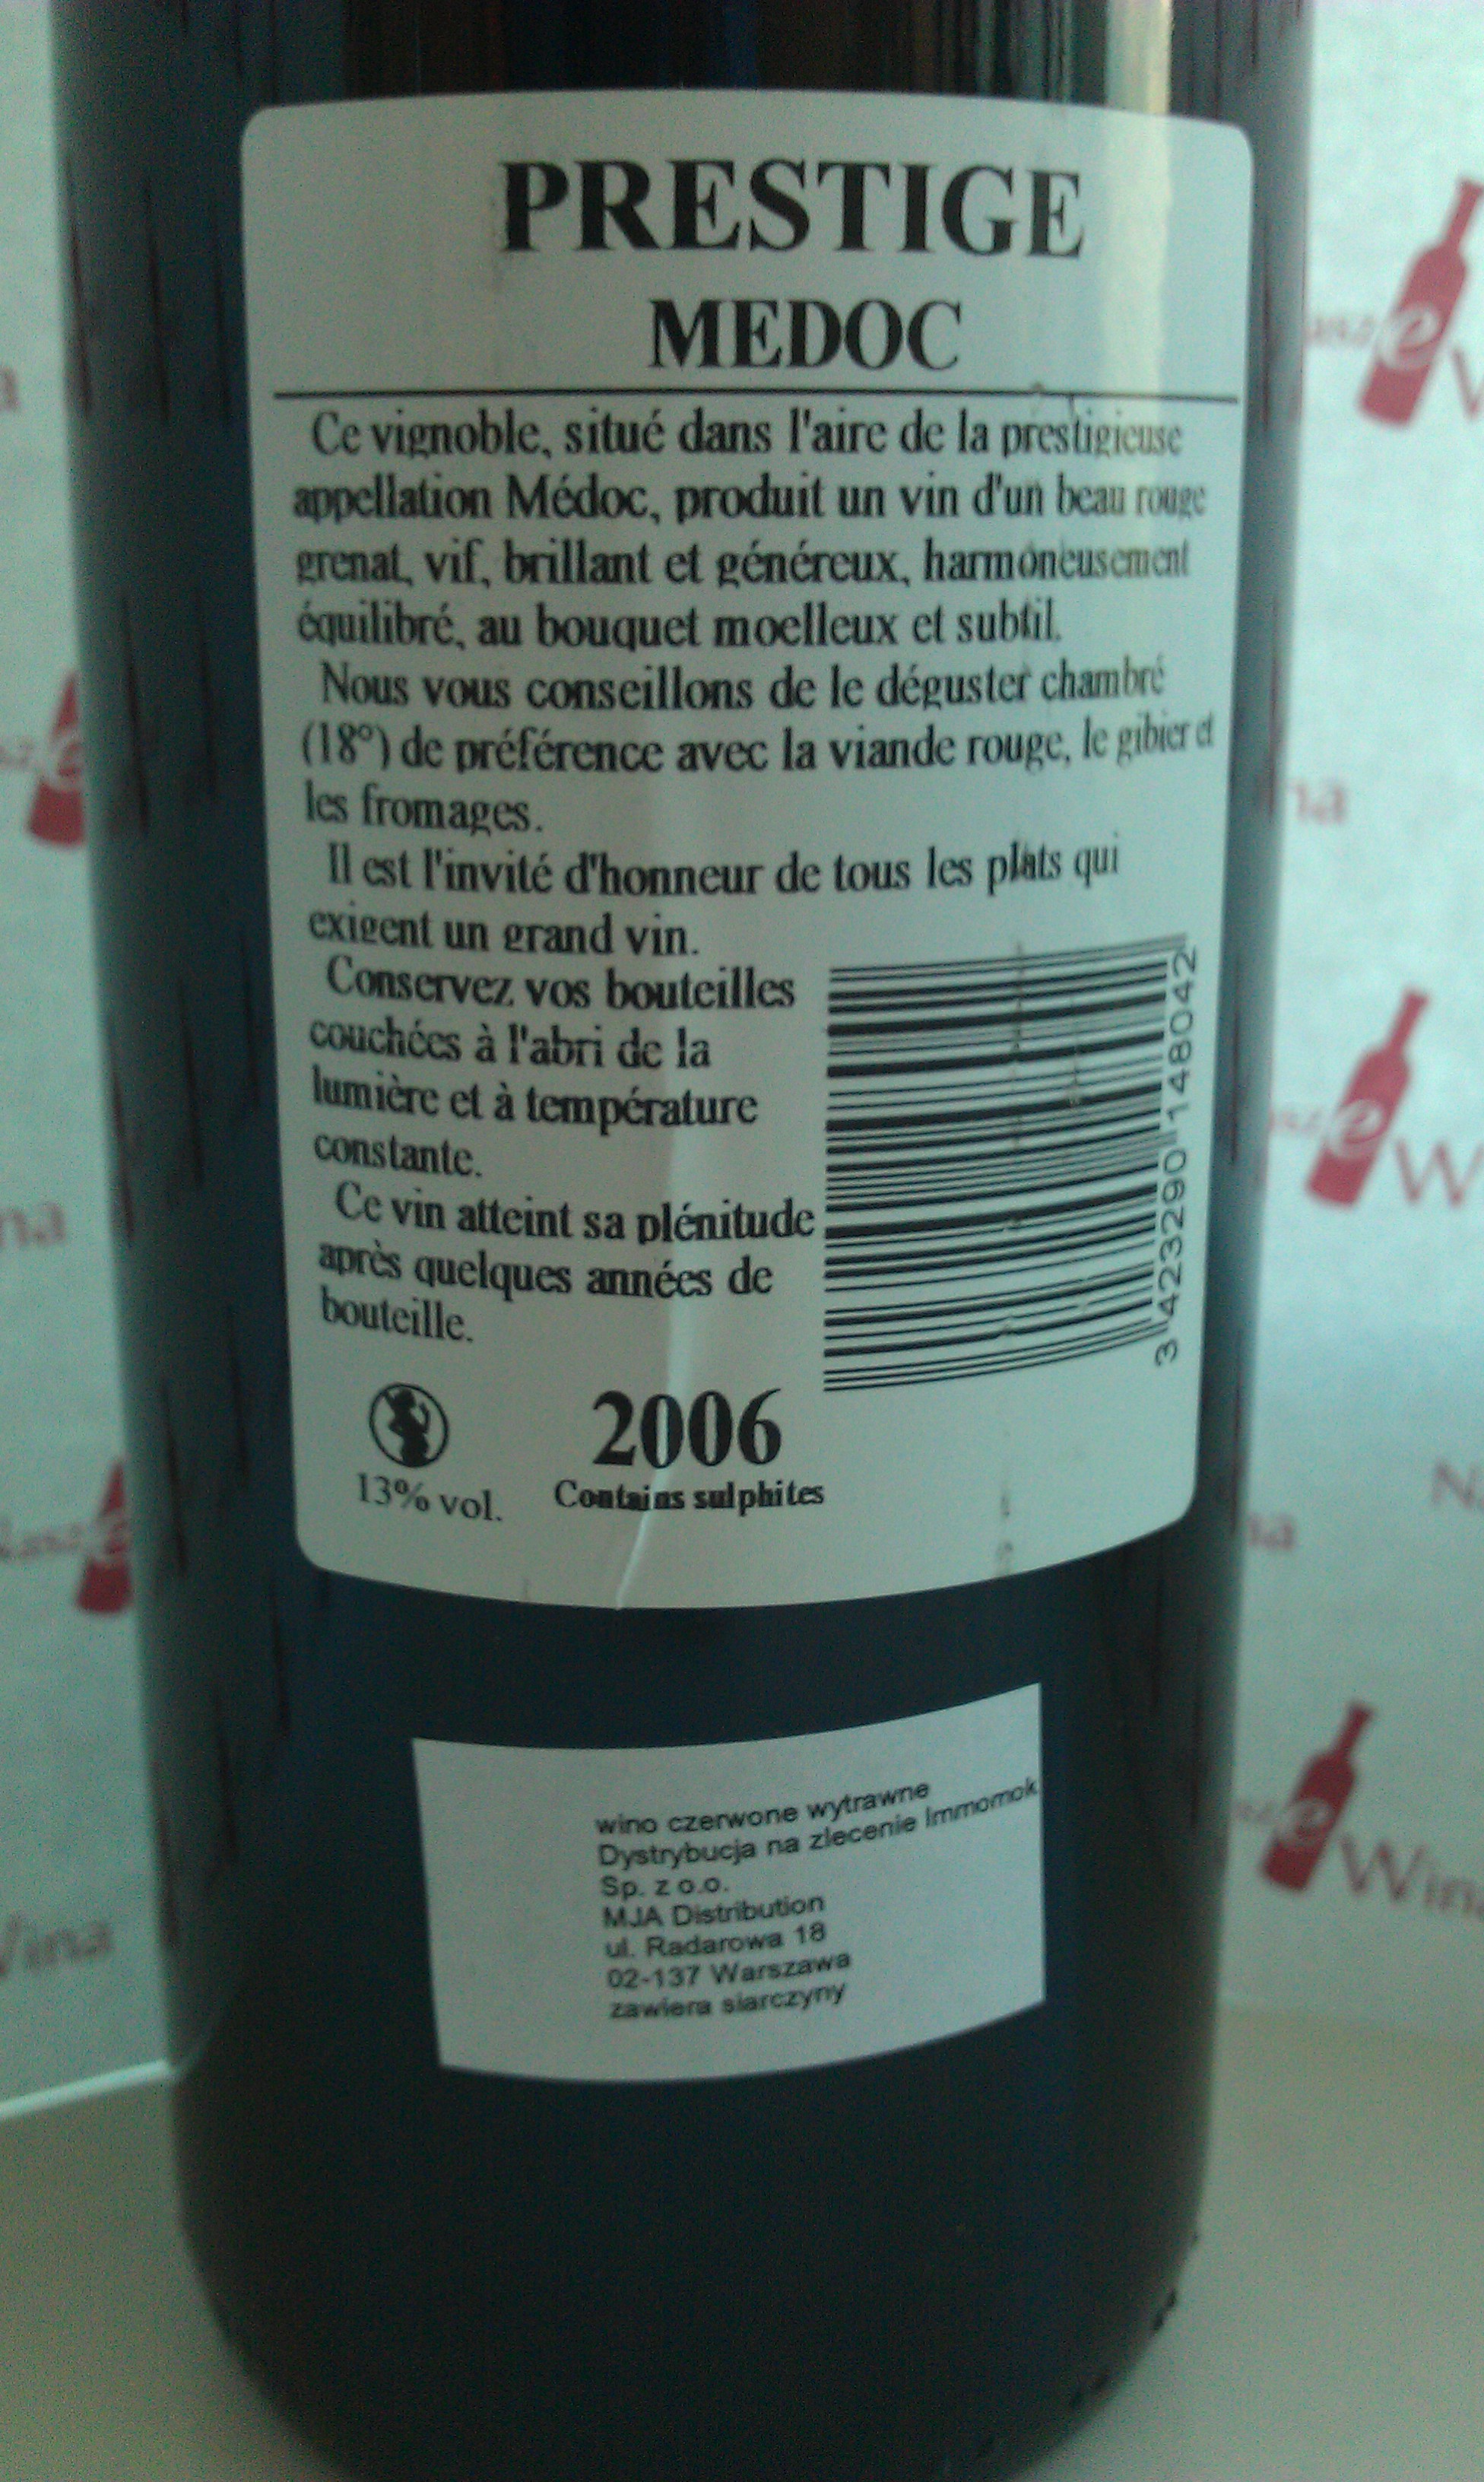 PRESTIGE
MEDOC
Ce vignoble, situé dans l'aire de la prestigieuse
appellation Médoc, produit un vin d'un beau rouge
grenat, vif, brillant et généreux, harmonieusement
équilibré, au bouquet moelleux et subtil.
Nous vous conseillons de le déguster chambré
(18°) de préférence avec la viande rouge, le gibier et
les fromages.
Il est l'invité d'honneur de tous les plats qui
exigent un grand vin.
Conservez vos bouteilles
couchées à l'abri de la
lumière et à température
constante.
Ce vin atteint sa plénitude
après quelques années de
bouteille.
3 423290 148042
2006
13% vol.
Contains sulphites
wino czerwone wytrawne
Dystrybucja na zlecenie Immomok
Sp. z o.o.
MJA Distribution
ul. Radarowa 18
02-137 Warszawa
zawiera siarczyny